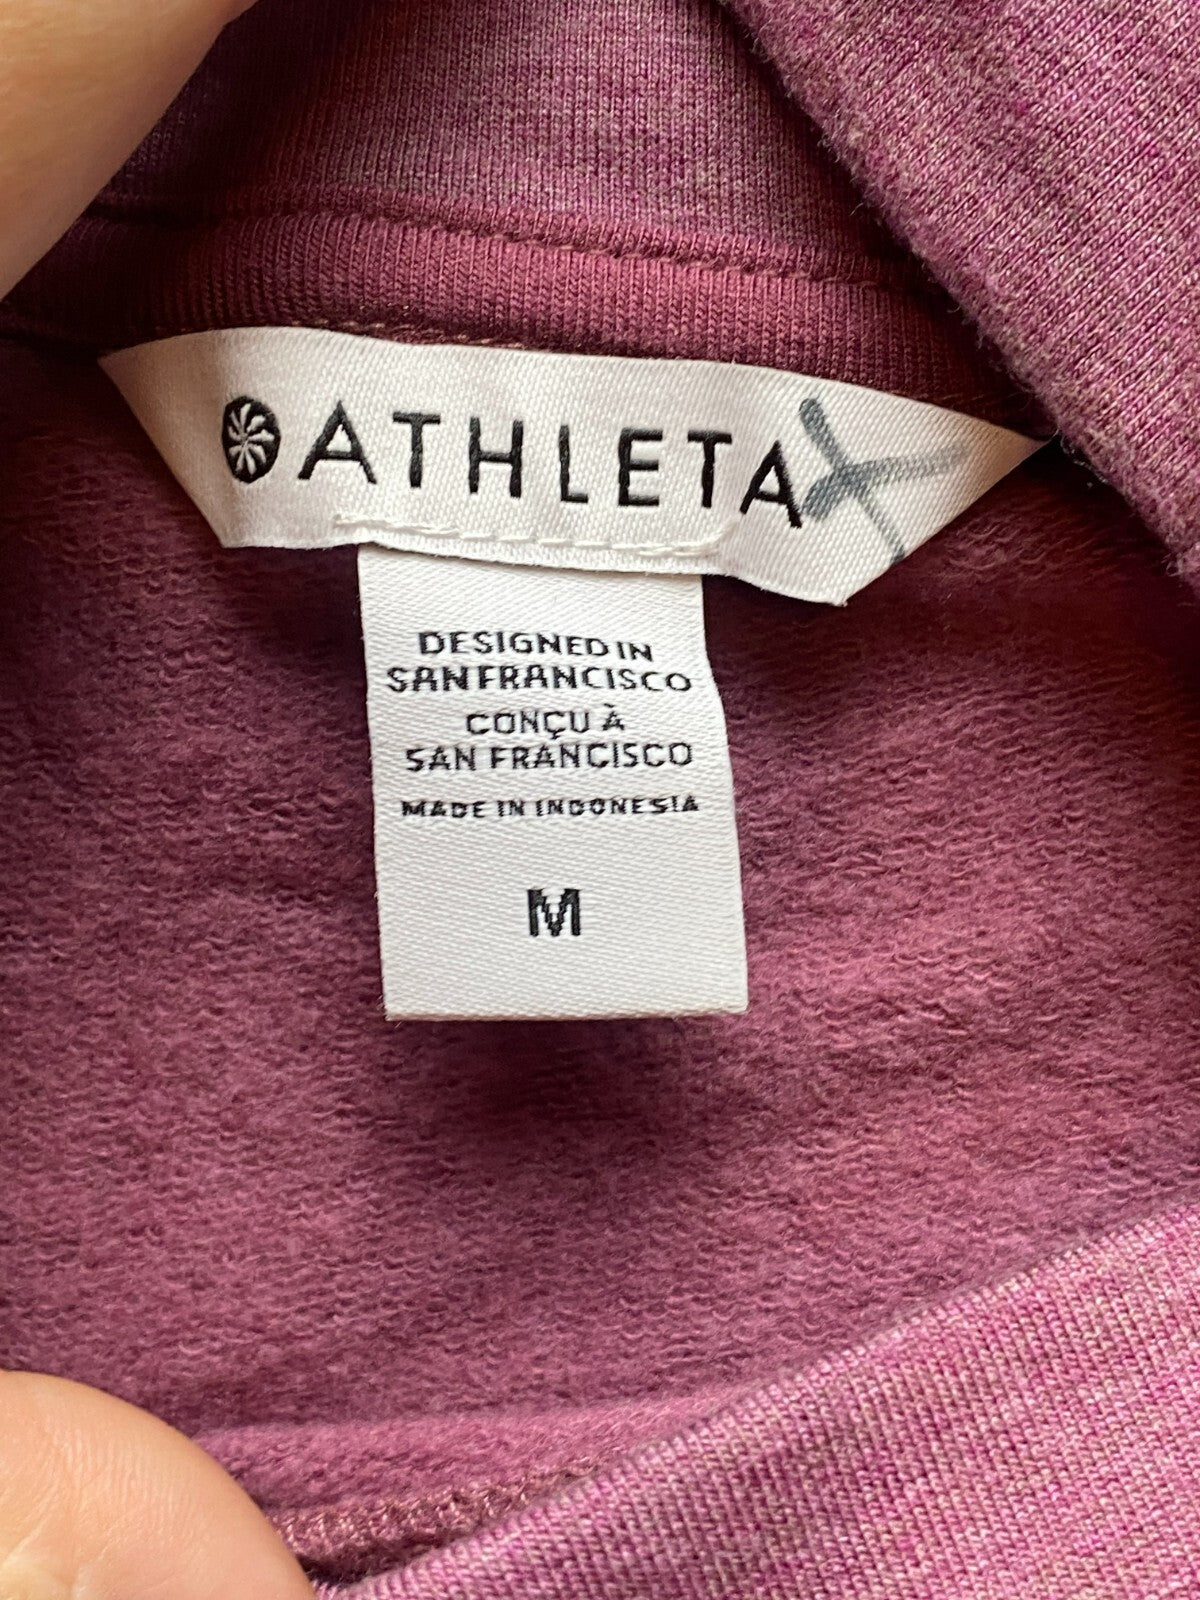 ATHLETA
DESIGNED IN
SAN FRANCISCO
CONÇU À
SAN FRANCISCO
MADE IN INDONESIA
M